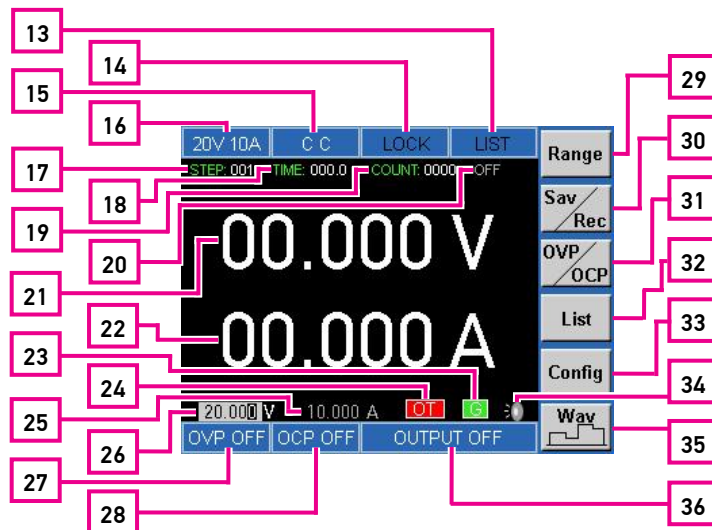 13
14
15
16
17
18
19
20
21
22
23
24
25
26
27
28
20V 10A C C LOCK LIST
STEP: 001 TIME: 000.0 COUNT: 0000 OFF
00.000 V
00.000 A
20.000 V 10.000 A OT G
OVP OFF OCP OFF OUTPUT OFF
Range
Sav/Rec
OVP/OCP
List
Config
Wav
29
30
31
32
33
34
35
36